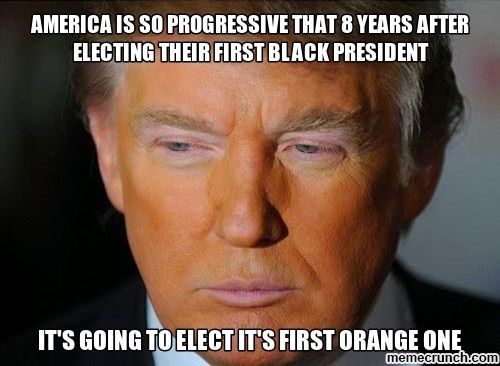 AMERICA IS SO PROGRESSIVE THAT 8 YEARS AFTER
ELECTING THEIR FIRST BLACK PRESIDENT
IT'S GOING TO ELECT IT'S FIRST ORANGE ONE
memecrunch.com